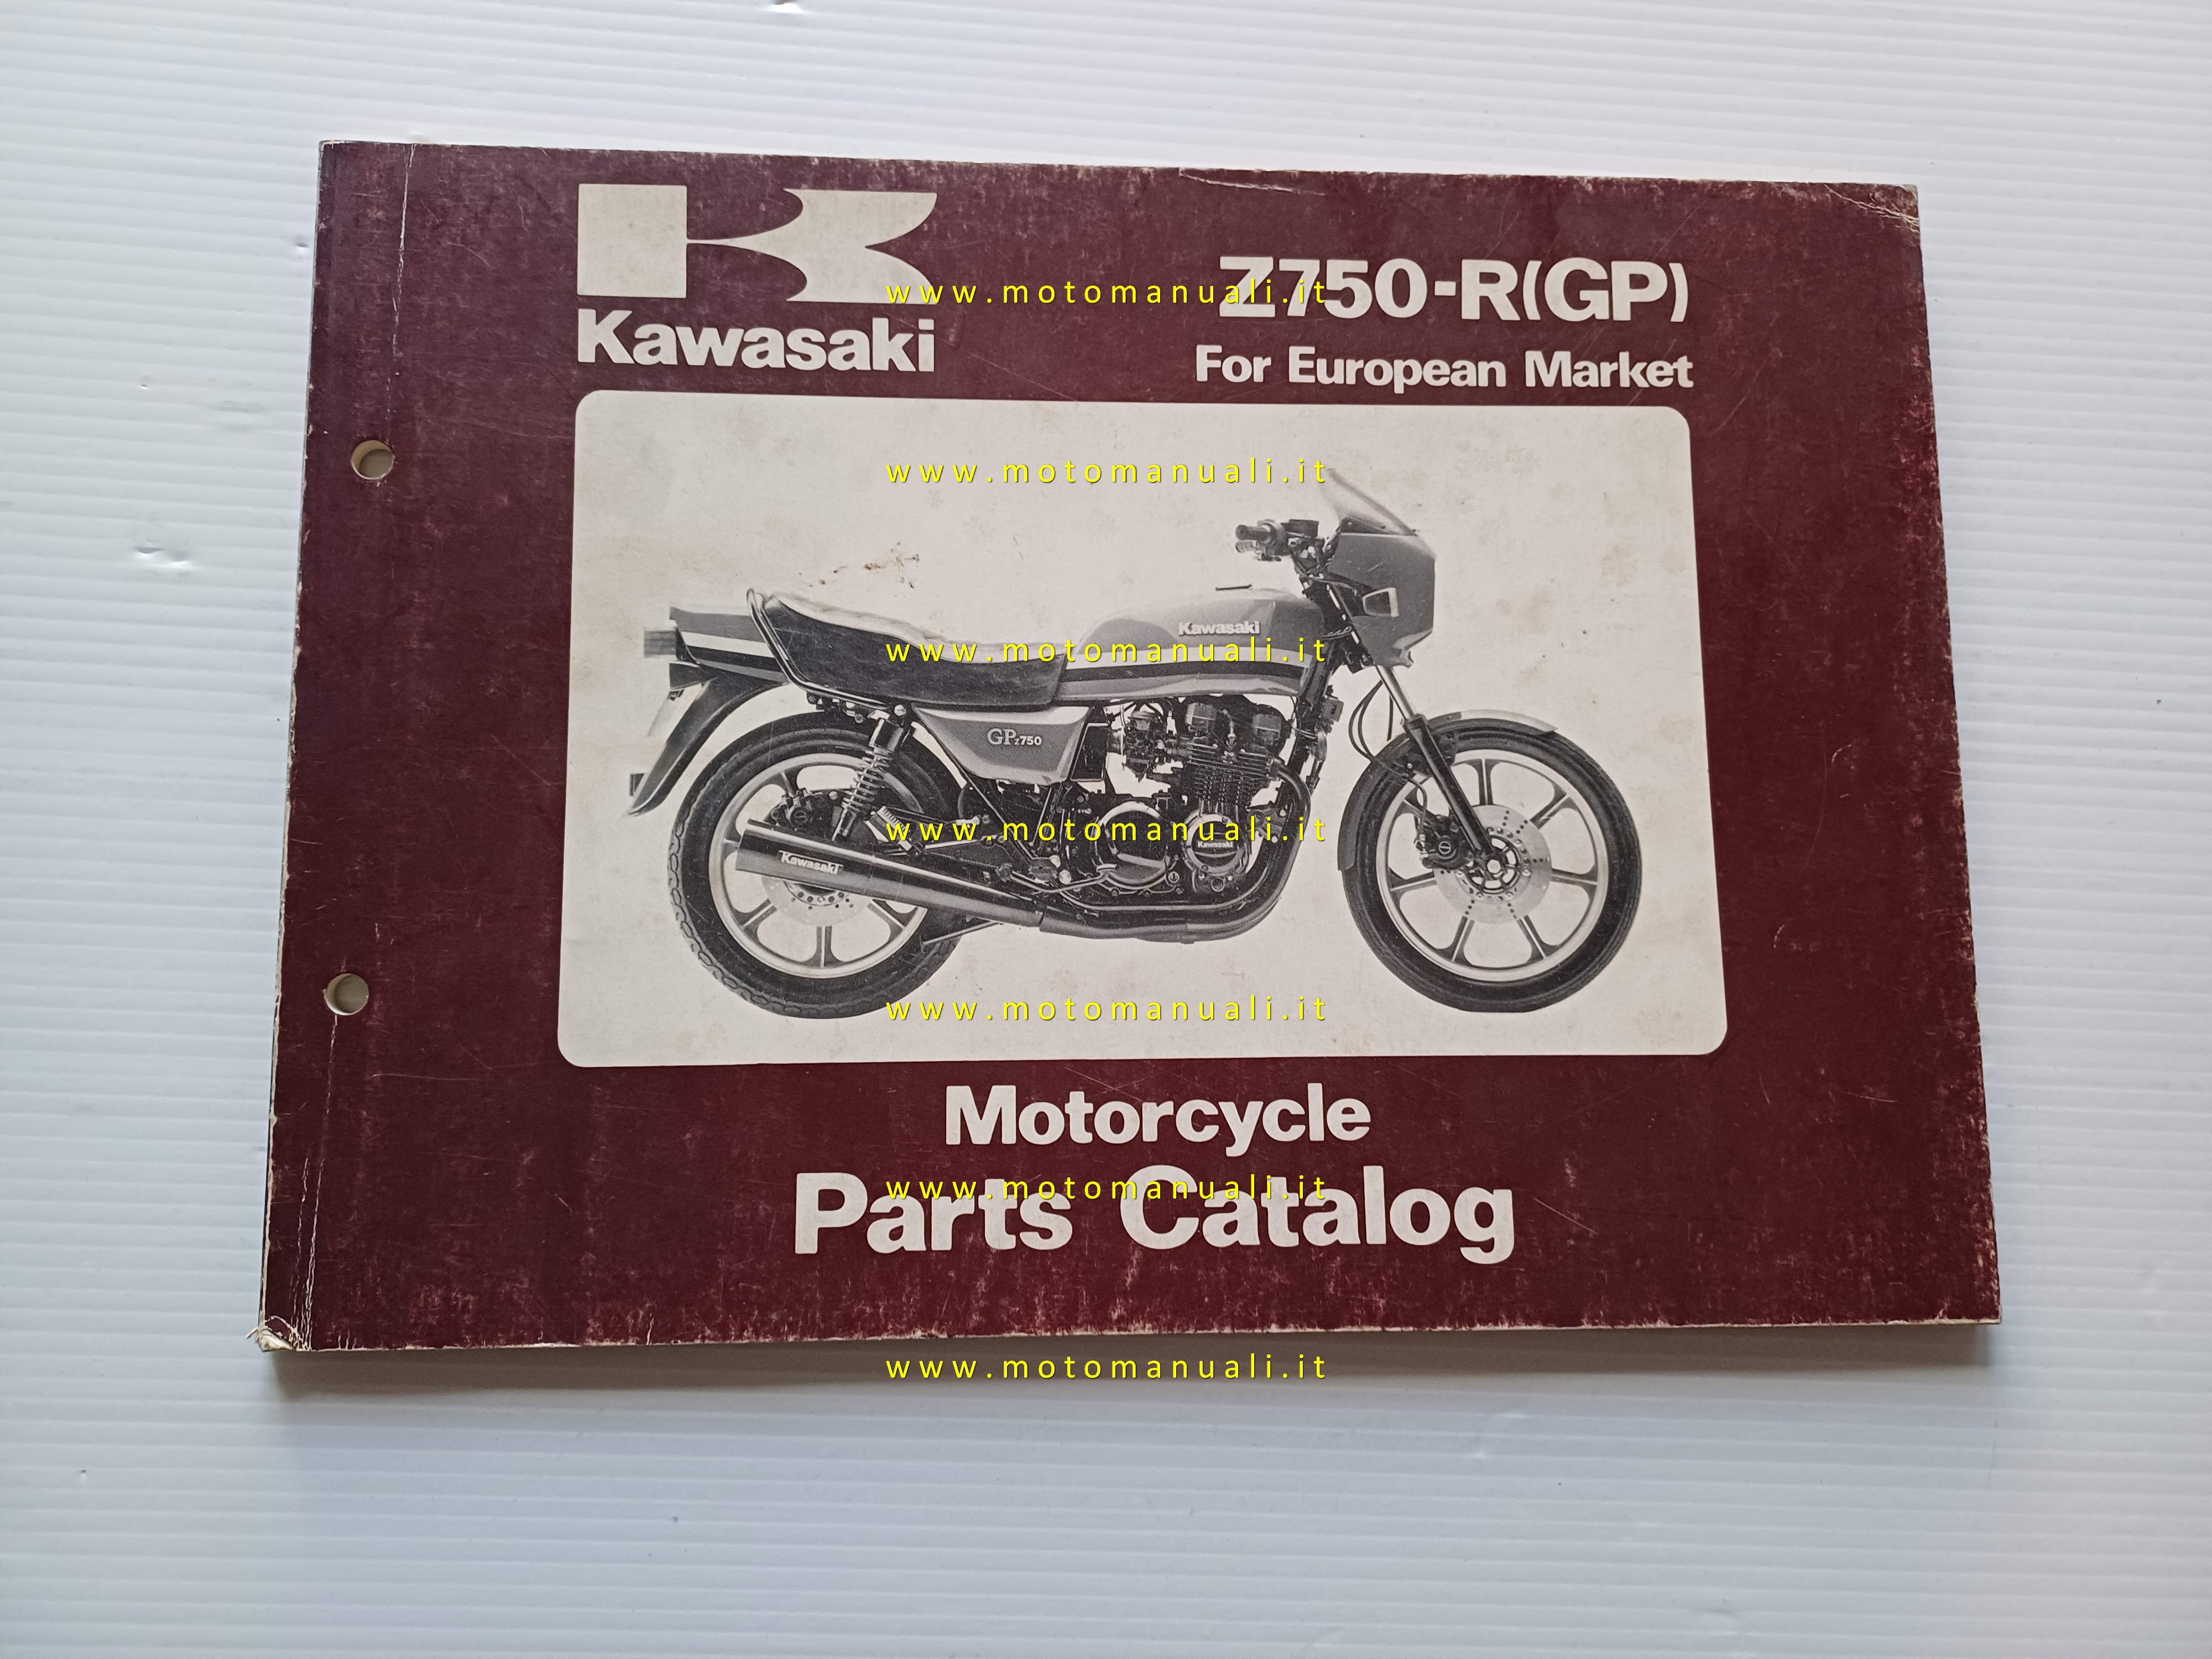 Z750-R(GP)
www.motomanuali.it
Kawasaki
For European Market
www.motomanuali.it
Kawasaki
www.motomanuali.it
GPz750
www.motomanuali.it
Kawasaki
Kawasaki
www.motomanuali.it
Motorcycle
www.motomanuali.it
Parts Catalog
www.motomanuali.it